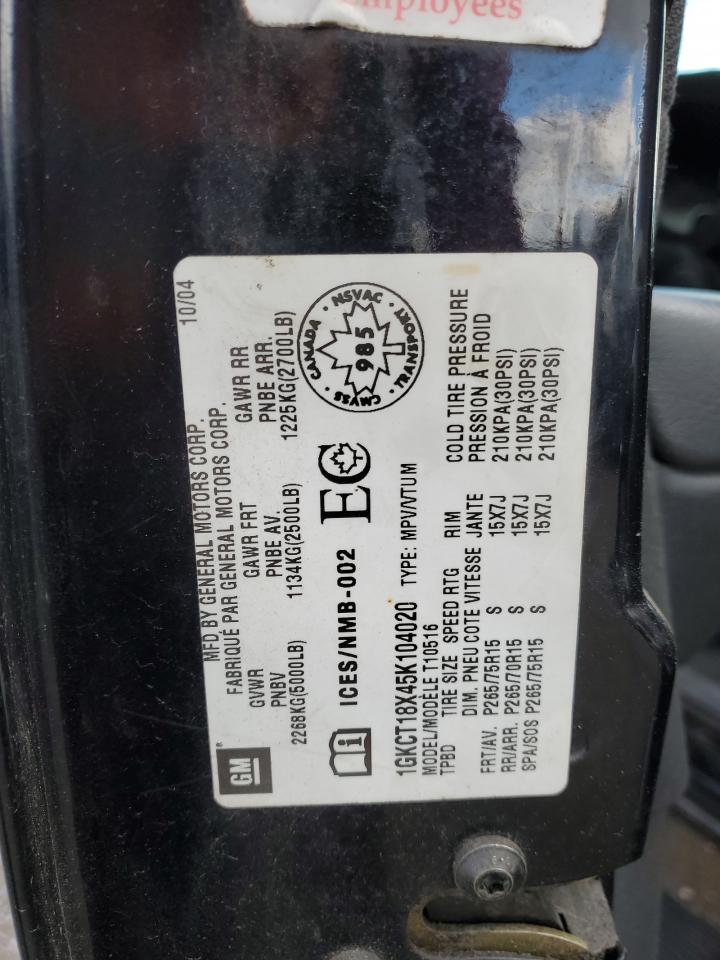 employees
10/04
MFD BY GENERAL MOTORS CORP.
FABRIQUÉ PAR GENERAL MOTORS CORP.
GM
GVWR GAWR FRT GAWR RR
PNBV PNBE AV. PNBE ARR.
2268KG(5000LB) 1134KG(2500LB) 1225KG(2700LB)
ICES/NMB-002 EC
CANADA · NSVAC · TRANSPORT · CMVSS ·
985
1GKCT18X45K104020 TYPE: MPV/VTUM
MODEL/MODELE T10516
TPBD TIRE SIZE SPEED RTG RIM COLD TIRE PRESSURE
DIM. PNEU COTE VITESSE JANTE PRESSION À FROID
FRT/AV. P265/75R15 S 15X7J 210KPA(30PSI)
RR/ARR. P265/70R15 S 15X7J 210KPA(30PSI)
SPA/SOS P265/75R15 S 15X7J 210KPA(30PSI)